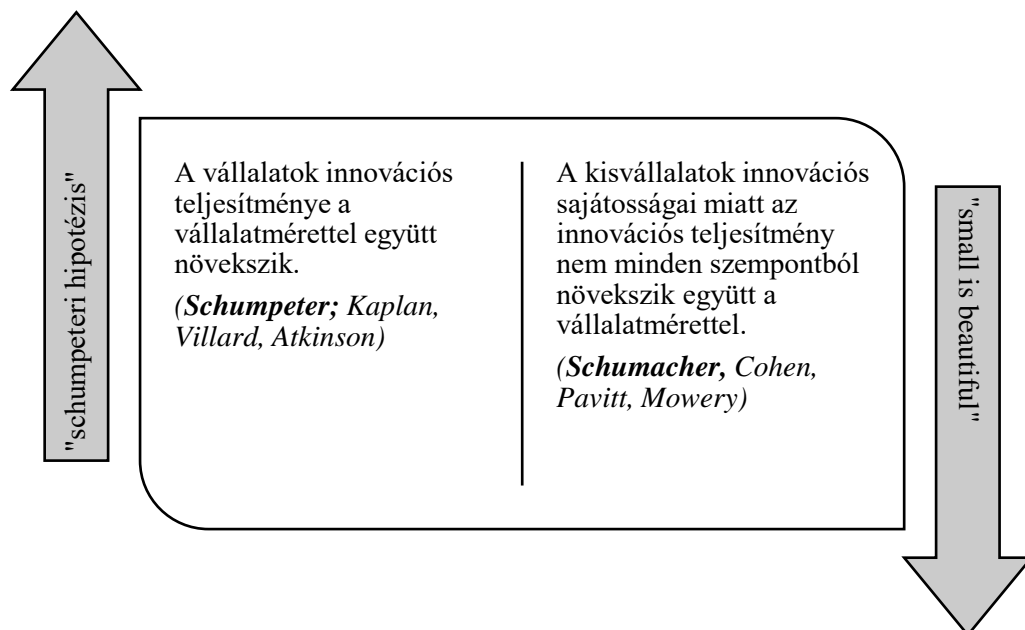 "schumpeteri hipotézis"
A vállalatok innovációs
teljesítménye a
vállalatmérettel együtt
növekszik.
(Schumpeter; Kaplan,
Villard, Atkinson)
A kisvállalatok innovációs
sajátosságai miatt az
innovációs teljesítmény
nem minden szempontból
növekszik együtt a
vállalatmérettel.
(Schumacher, Cohen,
Pavitt, Mowery)
"small is beautiful"